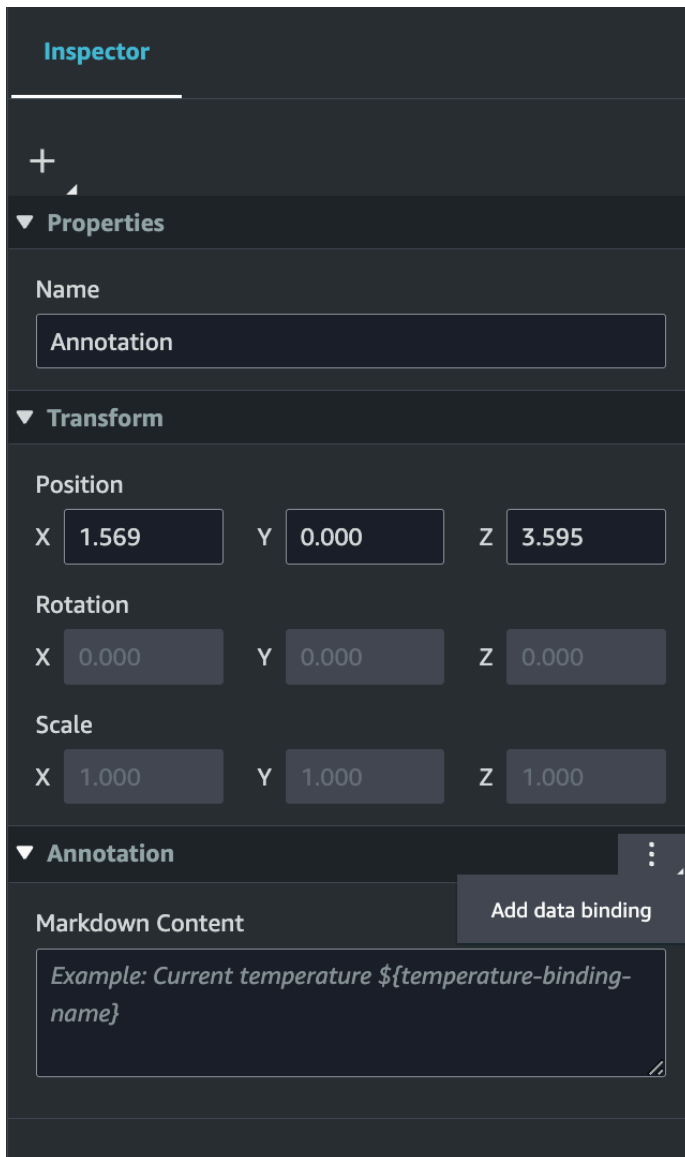 Inspector
+
Properties
Name
Annotation
Transform
Position
X 1.569 Y 0.000 Z 3.595
Rotation
X 0.000 Y 0.000 Z 0.000
Scale
X 1.000 Y 1.000 Z 1.000
Annotation
Add data binding
Markdown Content
Example: Current temperature ${temperature-binding-
name}